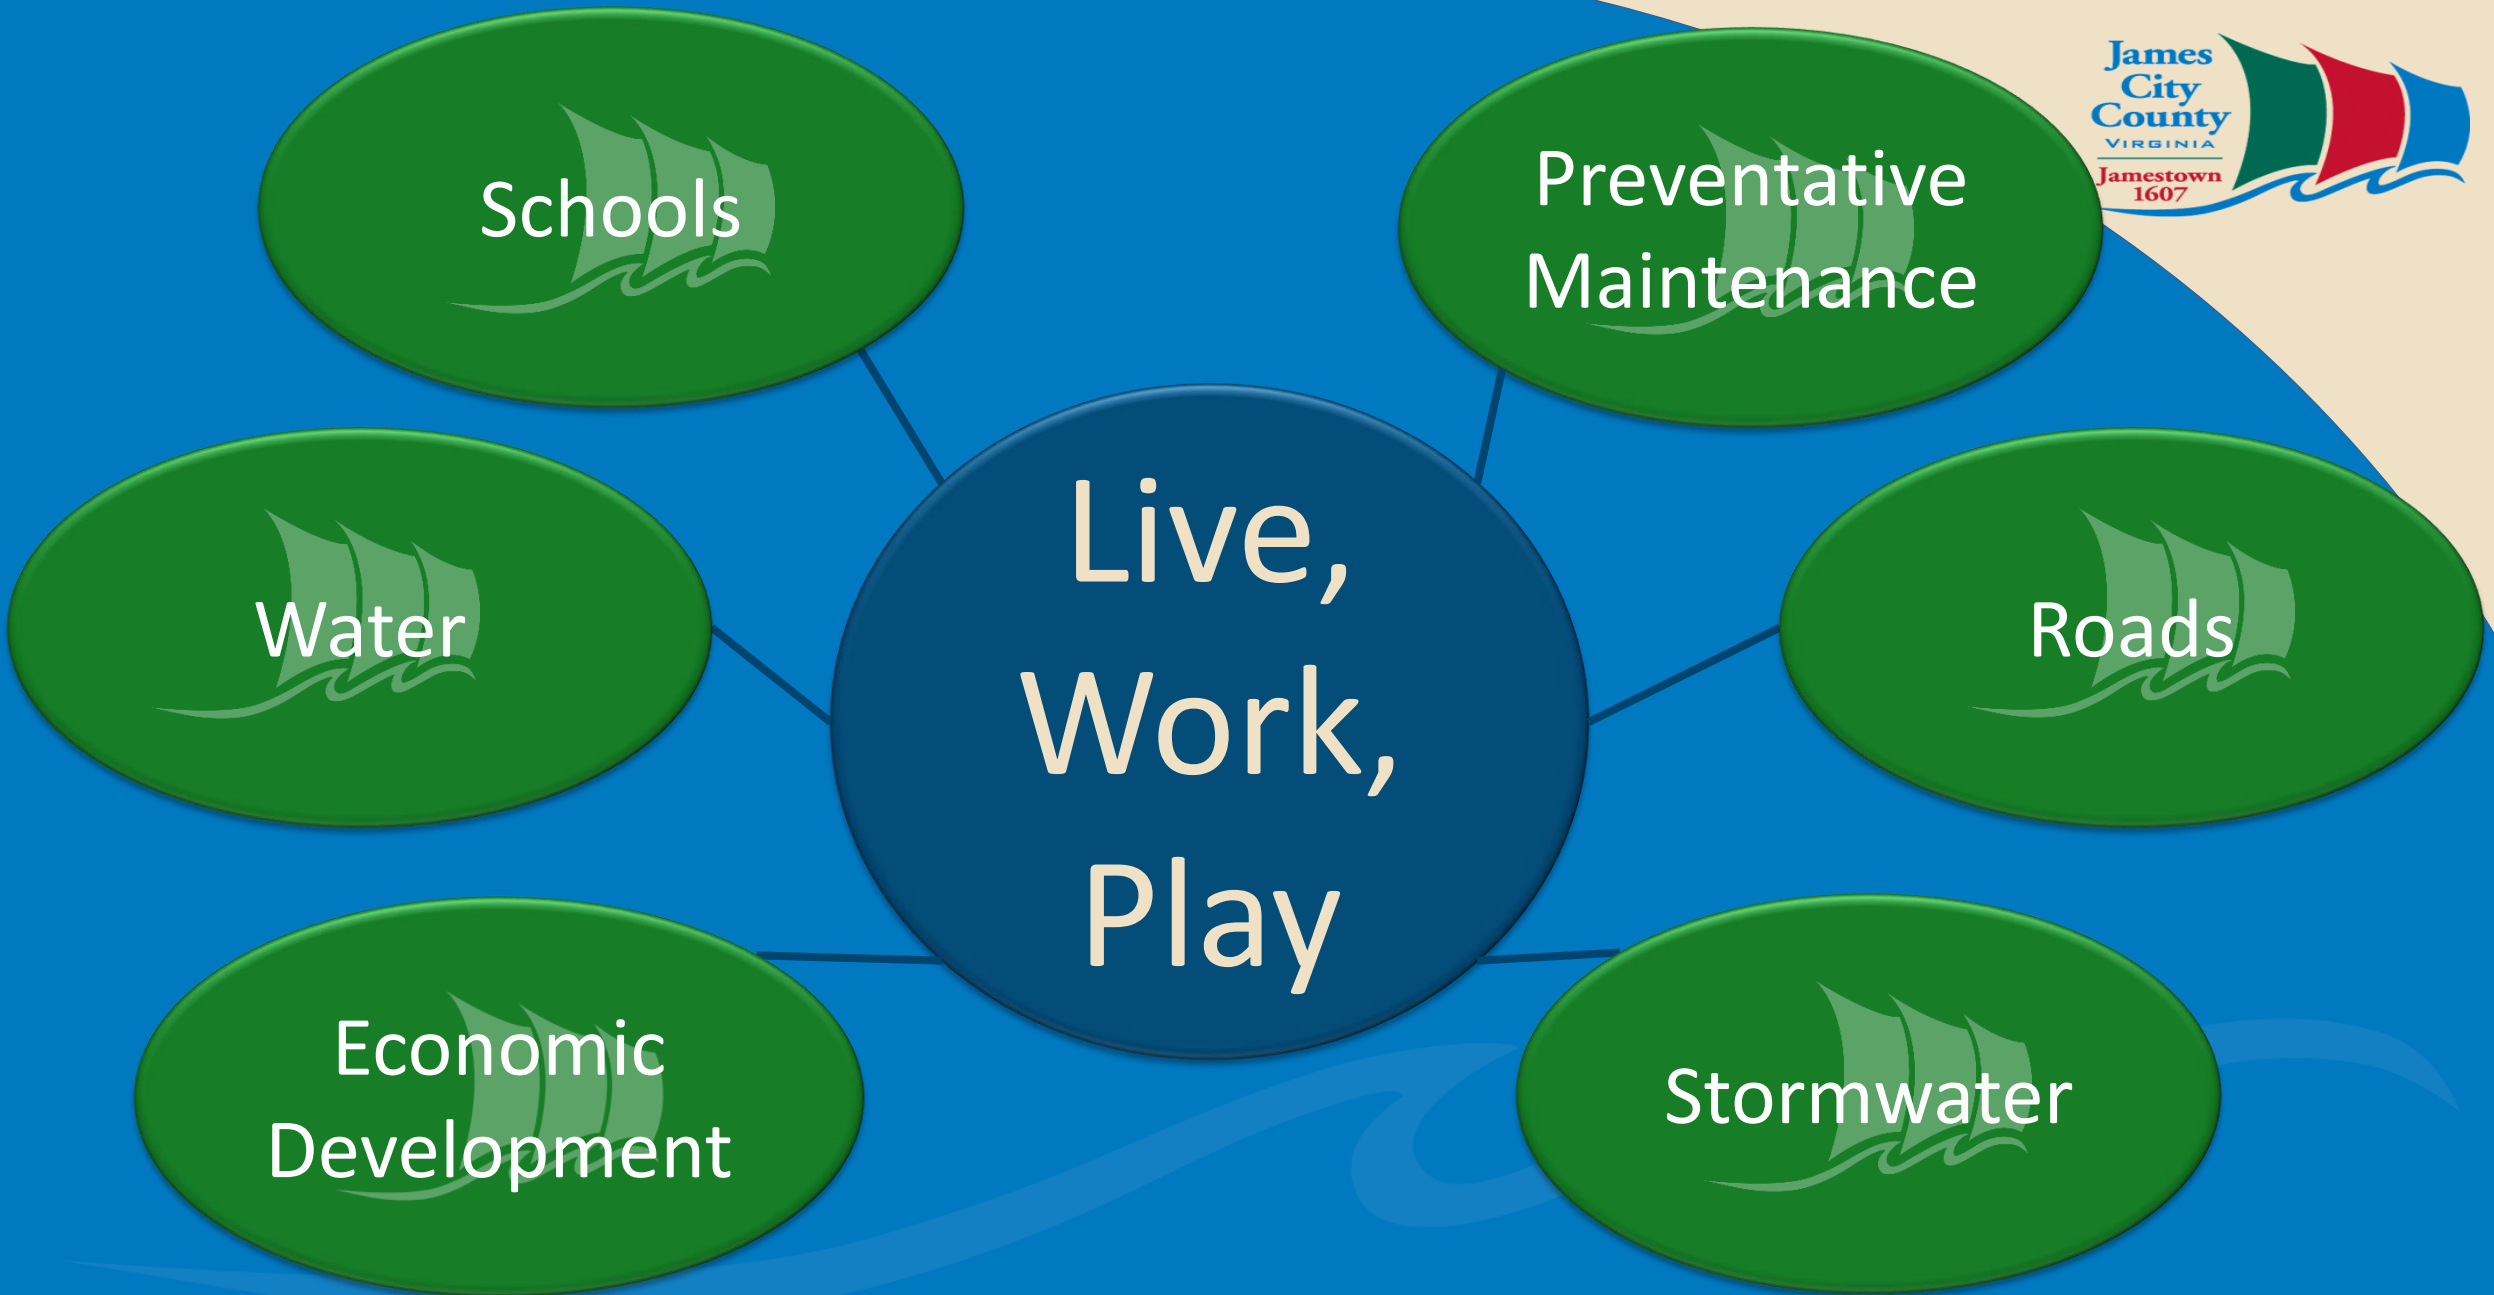 Schools
Preventative
Maintenance
James
City
County
VIRGINIA
Jamestown
1607
Live,
Work,
Play
Water
Roads
Economic
Development
Stormwater